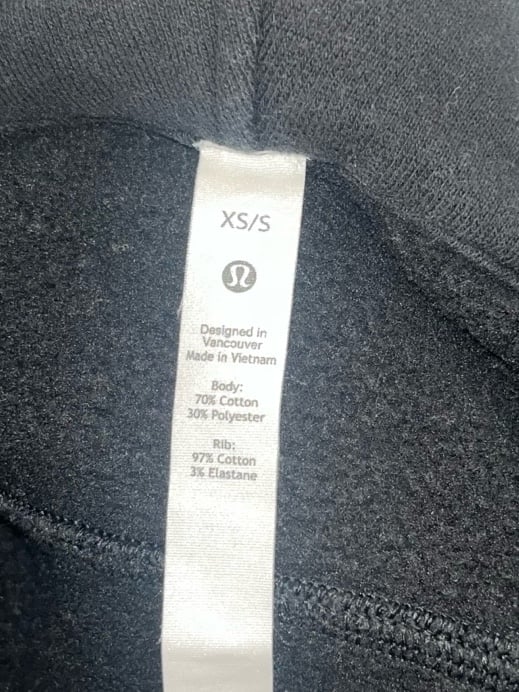 XS/S
Designed in
Vancouver
Made in Vietnam
Body:
70% Cotton
30% Polyester
Rib:
97% Cotton
3% Elastane